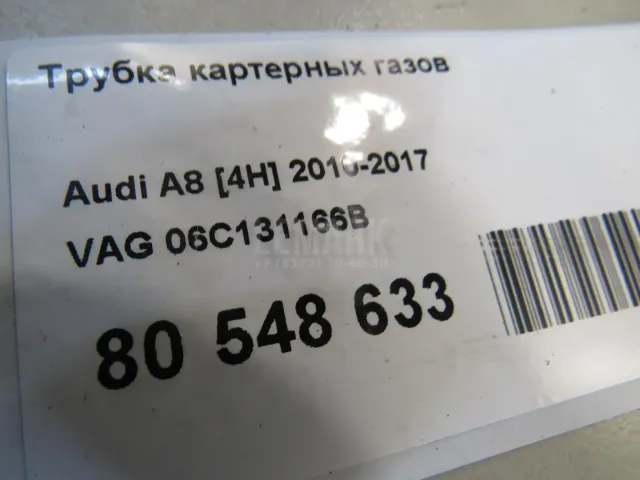 Трубка картерных газов
Audi A8 [4H] 2010-2017
VAG 06C131166B
80 548 633